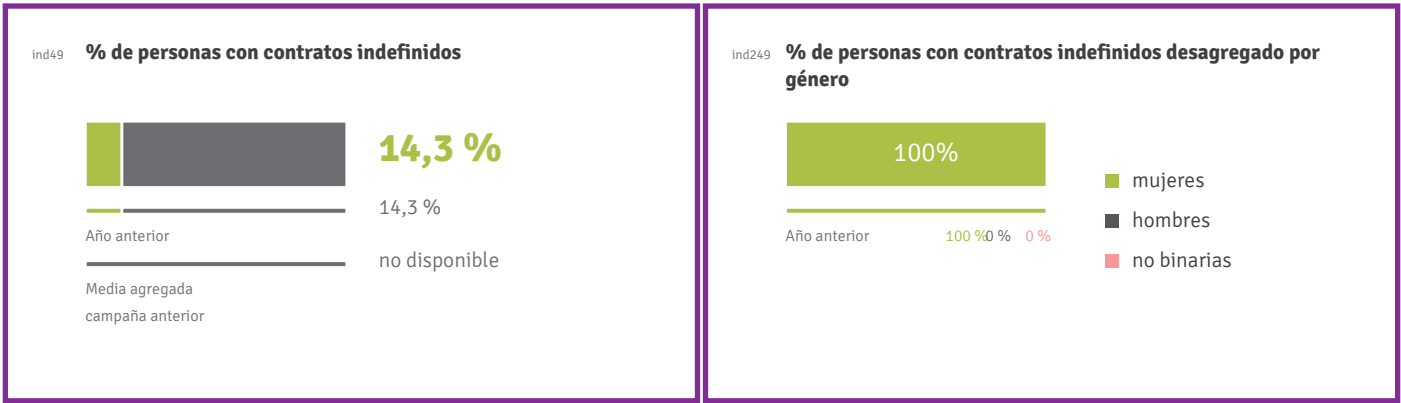 ind49 % de personas con contratos indefinidos
14,3 %
14,3 %
Año anterior
no disponible
Media agregada
campaña anterior
ind249 % de personas con contratos indefinidos desagregado por
género
100%
mujeres
hombres
Año anterior 100 % 0 % 0 %
no binarias